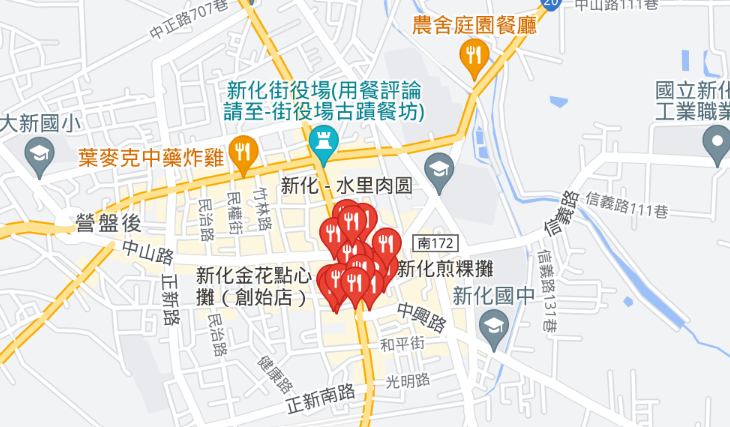 中正路707巷
20
中山路111巷
農舍庭園餐廳
新化街役場(用餐評論
請至-街役場古蹟餐坊)
國立新化
工業職業
大新國小
葉麥克中藥炸雞
新化 - 水里肉圓
竹林路
民權街
民治路
信義路111巷
信義路
營盤後
中山路
南172
正新路
新化金花點心
攤（創始店）
新化煎粿攤
信義路131巷
新化國中
中興路
民治路
和平街
健康路
光明路
正新南路